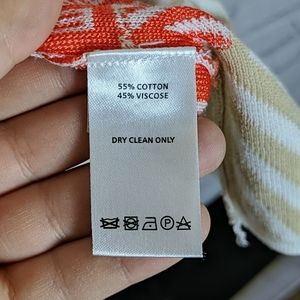 55% COTTON
45% VISCOSE
DRY CLEAN ONLY
P